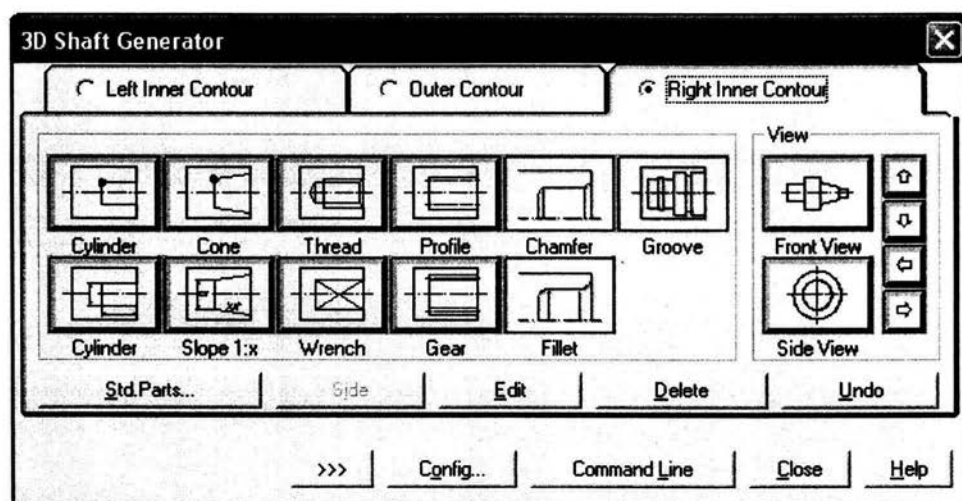 3D Shaft Generator
Left Inner Contour Outer Contour Right Inner Contour
View
Cylinder Cone Thread Profile Chamfer Groove Front View
Cylinder Slope 1:x Wrench Gear Fillet Side View
Std.Parts... Side Edit Delete Undo
>>> Config... Command Line Close Help